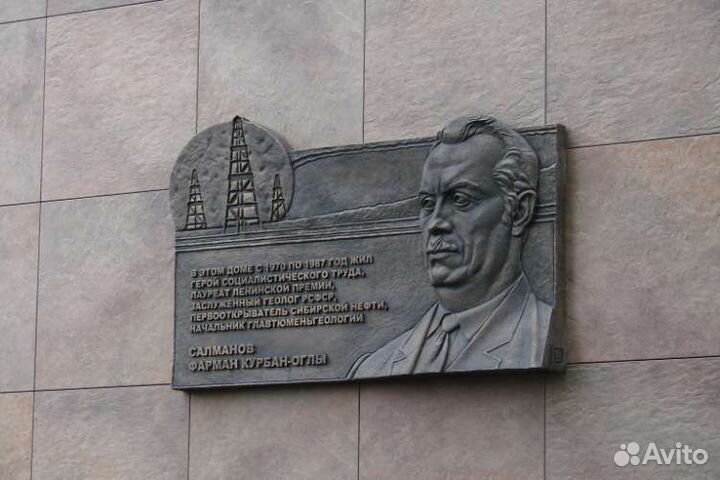 В ЭТОМ ДОМЕ С 1970 ПО 1987 ГОД ЖИЛ
ГЕРОЙ СОЦИАЛИСТИЧЕСКОГО ТРУДА,
ЛАУРЕАТ ЛЕНИНСКОЙ ПРЕМИИ,
ЗАСЛУЖЕННЫЙ ГЕОЛОГ РСФСР,
ПЕРВООТКРЫВАТЕЛЬ СИБИРСКОЙ НЕФТИ,
НАЧАЛЬНИК ГЛАВТЮМЕНЬГЕОЛОГИИ
САЛМАНОВ
ФАРМАН КУРБАН-ОГЛЫ
Avito